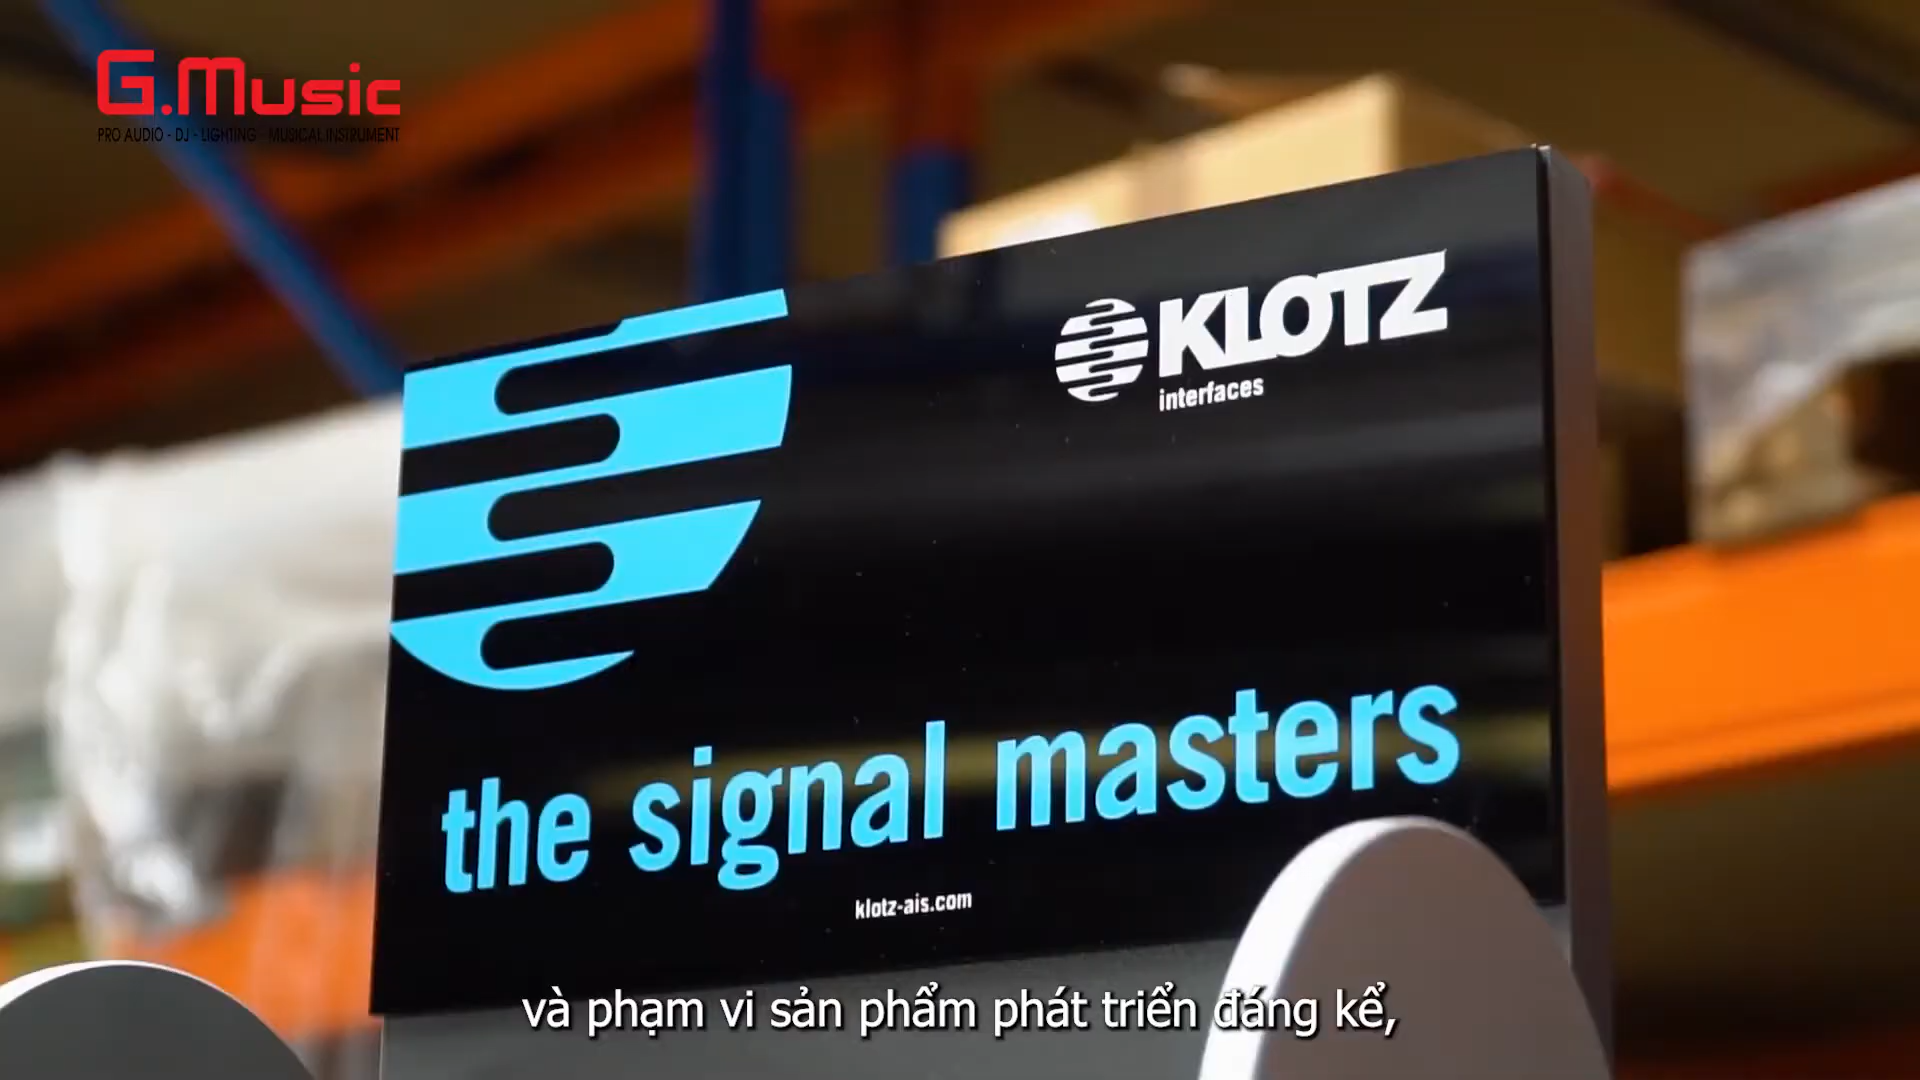 G.Music
PRO AUDIO - DJ - LIGHTING - MUSICAL INSTRUMENT
KLOTZ
interfaces
the signal masters
klotz-ais.com
và phạm vi sản phẩm phát triển đáng kể,